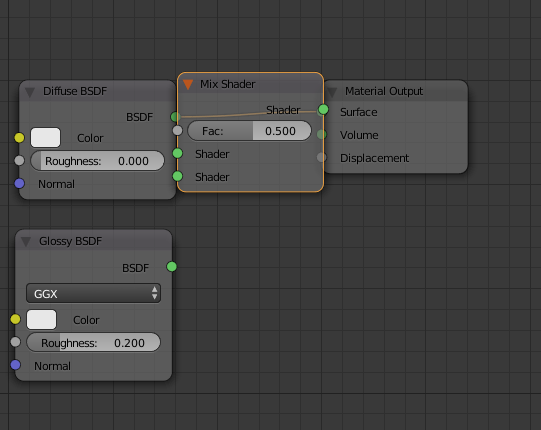 Diffuse BSDF
BSDF
Color
Roughness: 0.000
Normal
Mix Shader
Shader
Fac: 0.500
Shader
Shader
Material Output
Surface
Volume
Displacement
Glossy BSDF
BSDF
GGX
Color
Roughness: 0.200
Normal